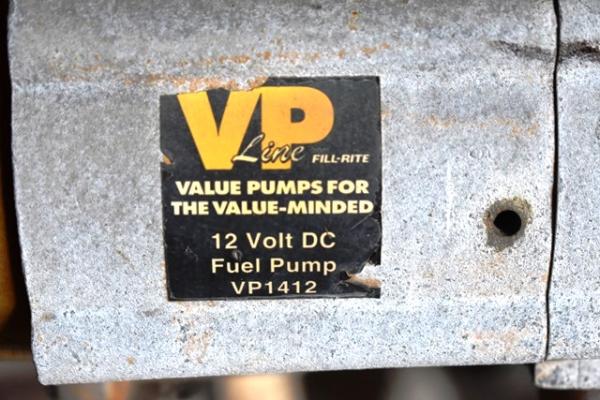 VP
Line FILL-RITE
VALUE PUMPS FOR
THE VALUE-MINDED
12 Volt DC
Fuel Pump
VP1412